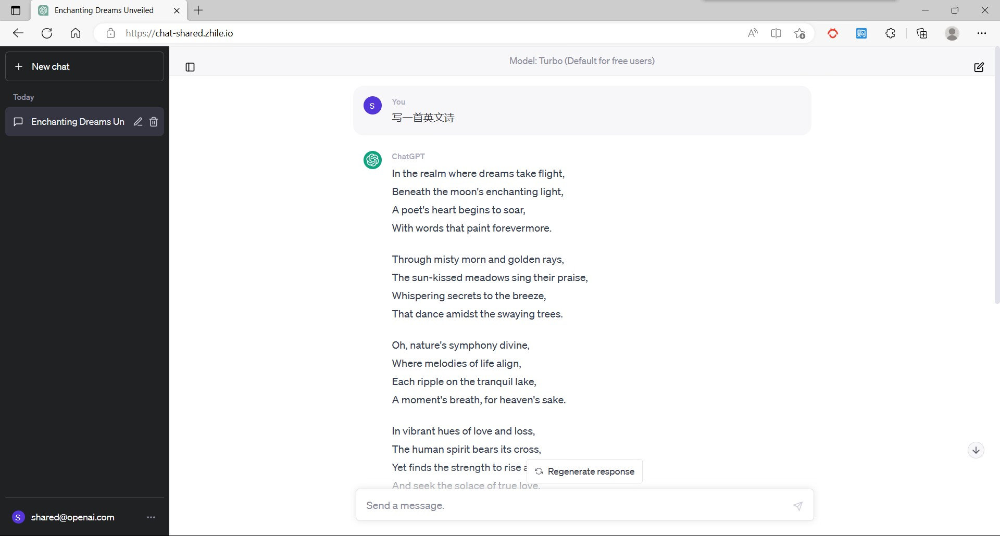 Enchanting Dreams Unveiled
https://chat-shared.zhile.io
购
New chat
Today
Enchanting Dreams Un
shared@openai.com
S
Model: Turbo (Default for free users)
S
You
写一首英文诗
ChatGPT
In the realm where dreams take flight,
Beneath the moon's enchanting light,
A poet's heart begins to soar,
With words that paint forevermore.
Through misty morn and golden rays,
The sun-kissed meadows sing their praise,
Whispering secrets to the breeze,
That dance amidst the swaying trees.
Oh, nature's symphony divine,
Where melodies of life align,
Each ripple on the tranquil lake,
A moment's breath, for heaven's sake.
In vibrant hues of love and loss,
The human spirit bears its cross,
Yet finds the strength to rise
And seek the solace of true love.
Regenerate response
Send a message.